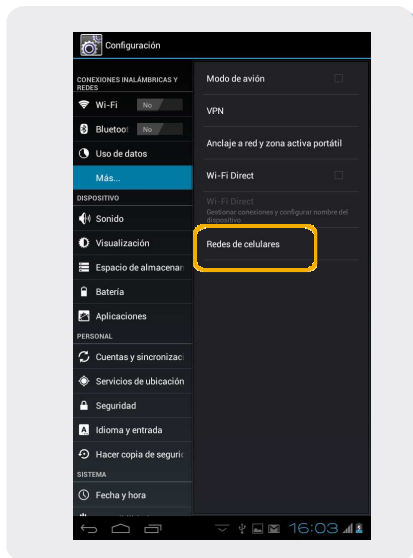 Configuración
CONEXIONES INALÁMBRICAS Y
REDES
Wi-Fi No
Bluetoo No
Uso de datos
Más...
DISPOSITIVO
Sonido
Visualización
Espacio de almacenan
Batería
Aplicaciones
PERSONAL
Cuentas y sincronizac
Servicios de ubicación
Seguridad
A Idioma y entrada
Hacer copia de seguri
SISTEMA
Fecha y hora
Modo de avión
VPN
Anclaje a red y zona activa portátil
Wi-Fi Direct
Wi-Fi Direct
Gestionar conexiones y configurar nombre del
dispositivo
Redes de celulares
16:03